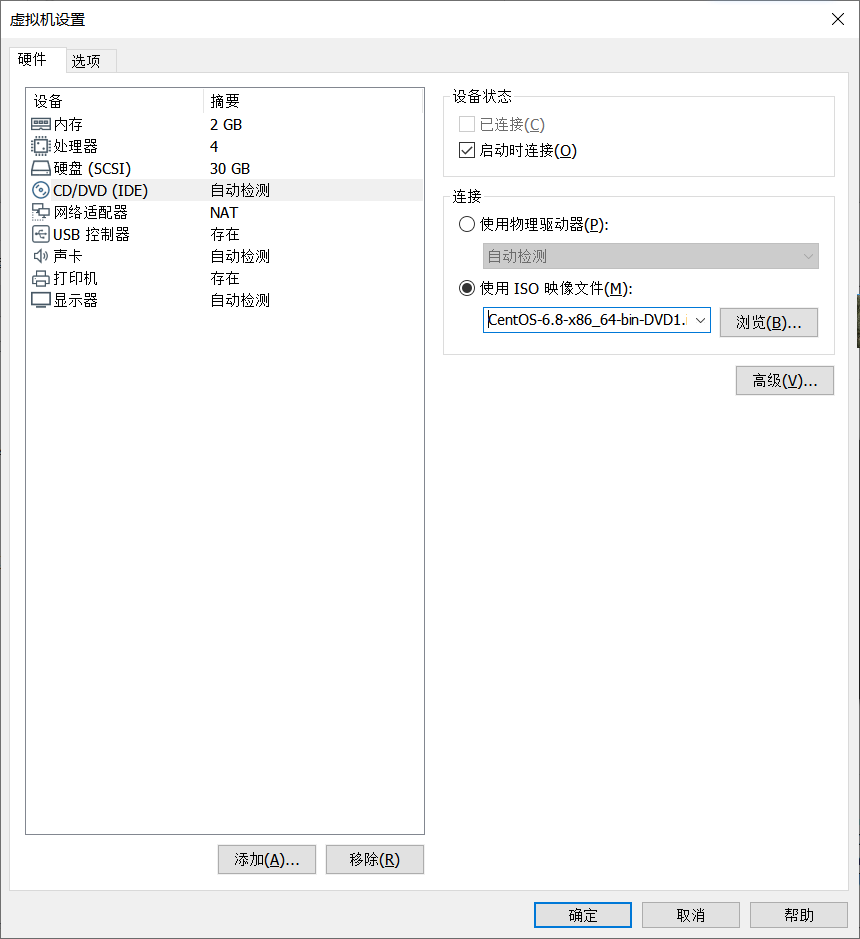 虚拟机设置
硬件 选项
设备 摘要
内存 2 GB
处理器 4
硬盘 (SCSI) 30 GB
CD/DVD (IDE) 自动检测
网络适配器 NAT
USB 控制器 存在
声卡 自动检测
打印机 存在
显示器 自动检测
添加(A)... 移除(R)
设备状态
已连接(C)
启动时连接(O)
连接
使用物理驱动器(P):
自动检测
使用 ISO 映像文件(M):
CentOS-6.8-x86_64-bin-DVD1.
浏览(B)...
高级(V)...
确定 取消 帮助